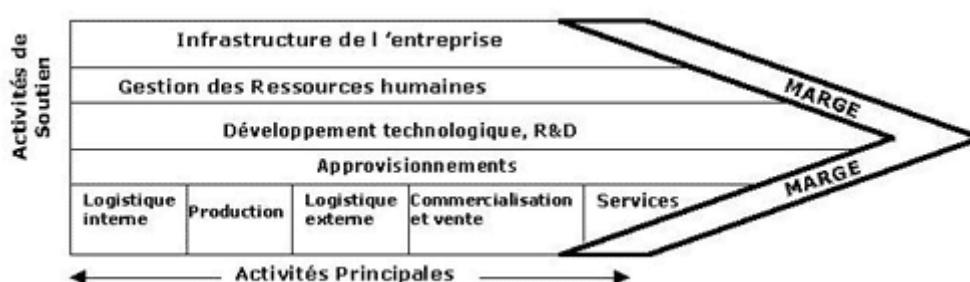 Activités de
Soutien
Infrastructure de l ’entreprise
Gestion des Ressources humaines
Développement technologique, R&D
Approvisionnements
Logistique
interne
Production
Logistique
externe
Commercialisation
et vente
Services
MARGE
MARGE
Activités Principales